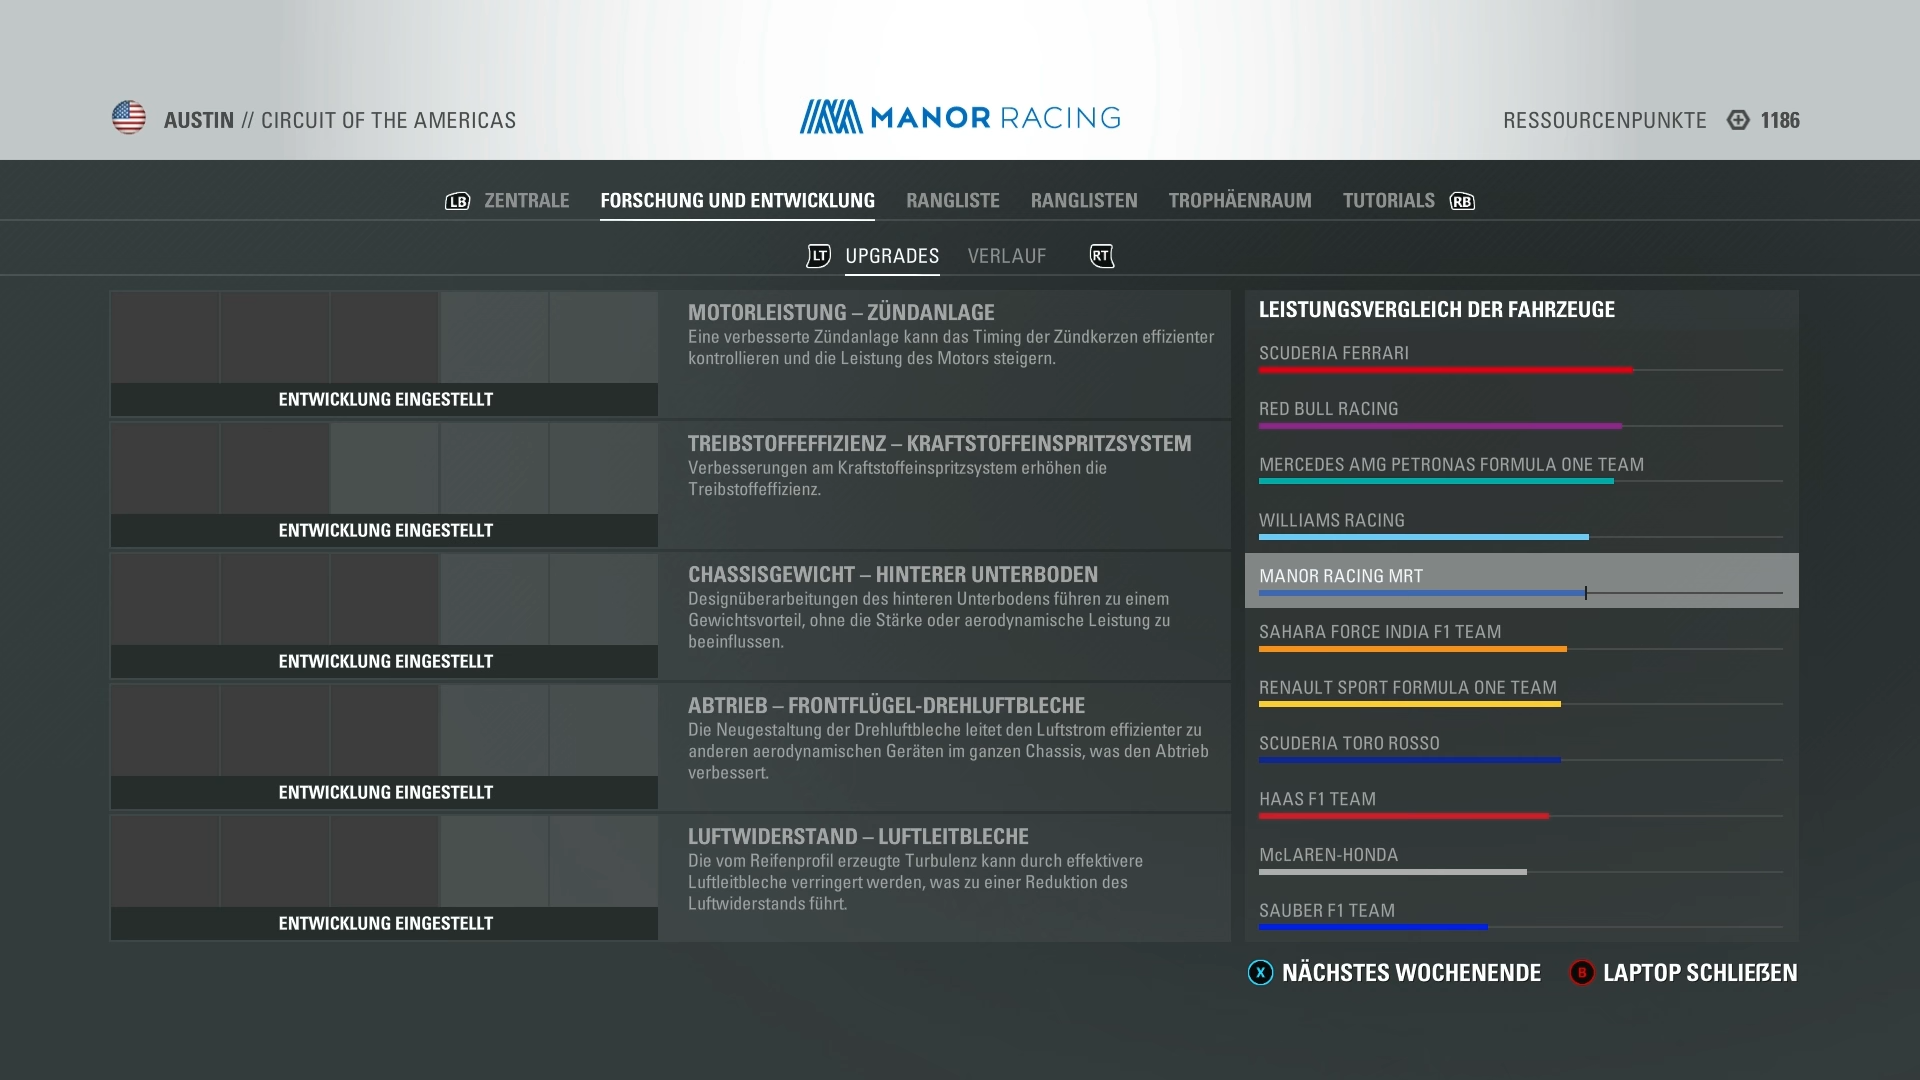 AUSTIN // CIRCUIT OF THE AMERICAS
MANOR RACING
RESSOURCENPUNKTE 1186
LB ZENTRALE FORSCHUNG UND ENTWICKLUNG RANGLISTE RANGLISTEN TROPHÄENRAUM TUTORIALS RB
LT UPGRADES VERLAUF RT
ENTWICKLUNG EINGESTELLT
MOTORLEISTUNG – ZÜNDANLAGE
Eine verbesserte Zündanlage kann das Timing der Zündkerzen effizienter
kontrollieren und die Leistung des Motors steigern.
ENTWICKLUNG EINGESTELLT
TREIBSTOFFEFFIZIENZ – KRAFTSTOFFEINSPRITZSYSTEM
Verbesserungen am Kraftstoffeinspritzsystem erhöhen die
Treibstoffeffizienz.
ENTWICKLUNG EINGESTELLT
CHASSISGEWICHT – HINTERER UNTERBODEN
Designüberarbeitungen des hinteren Unterbodens führen zu einem
Gewichtsvorteil, ohne die Stärke oder aerodynamische Leistung zu
beeinflussen.
ENTWICKLUNG EINGESTELLT
ABTRIEB – FRONTFLÜGEL-DREHLUFTBLECHE
Die Neugestaltung der Drehluftbleche leitet den Luftstrom effizienter zu
anderen aerodynamischen Geräten im ganzen Chassis, was den Abtrieb
verbessert.
ENTWICKLUNG EINGESTELLT
LUFTWIDERSTAND – LUFTLEITBLECHE
Die vom Reifenprofil erzeugte Turbulenz kann durch effektivere
Luftleitbleche verringert werden, was zu einer Reduktion des
Luftwiderstands führt.
LEISTUNGSVERGLEICH DER FAHRZEUGE
SCUDERIA FERRARI
RED BULL RACING
MERCEDES AMG PETRONAS FORMULA ONE TEAM
WILLIAMS RACING
MANOR RACING MRT
SAHARA FORCE INDIA F1 TEAM
RENAULT SPORT FORMULA ONE TEAM
SCUDERIA TORO ROSSO
HAAS F1 TEAM
McLAREN-HONDA
SAUBER F1 TEAM
X NÄCHSTES WOCHENENDE B LAPTOP SCHLIEẞEN